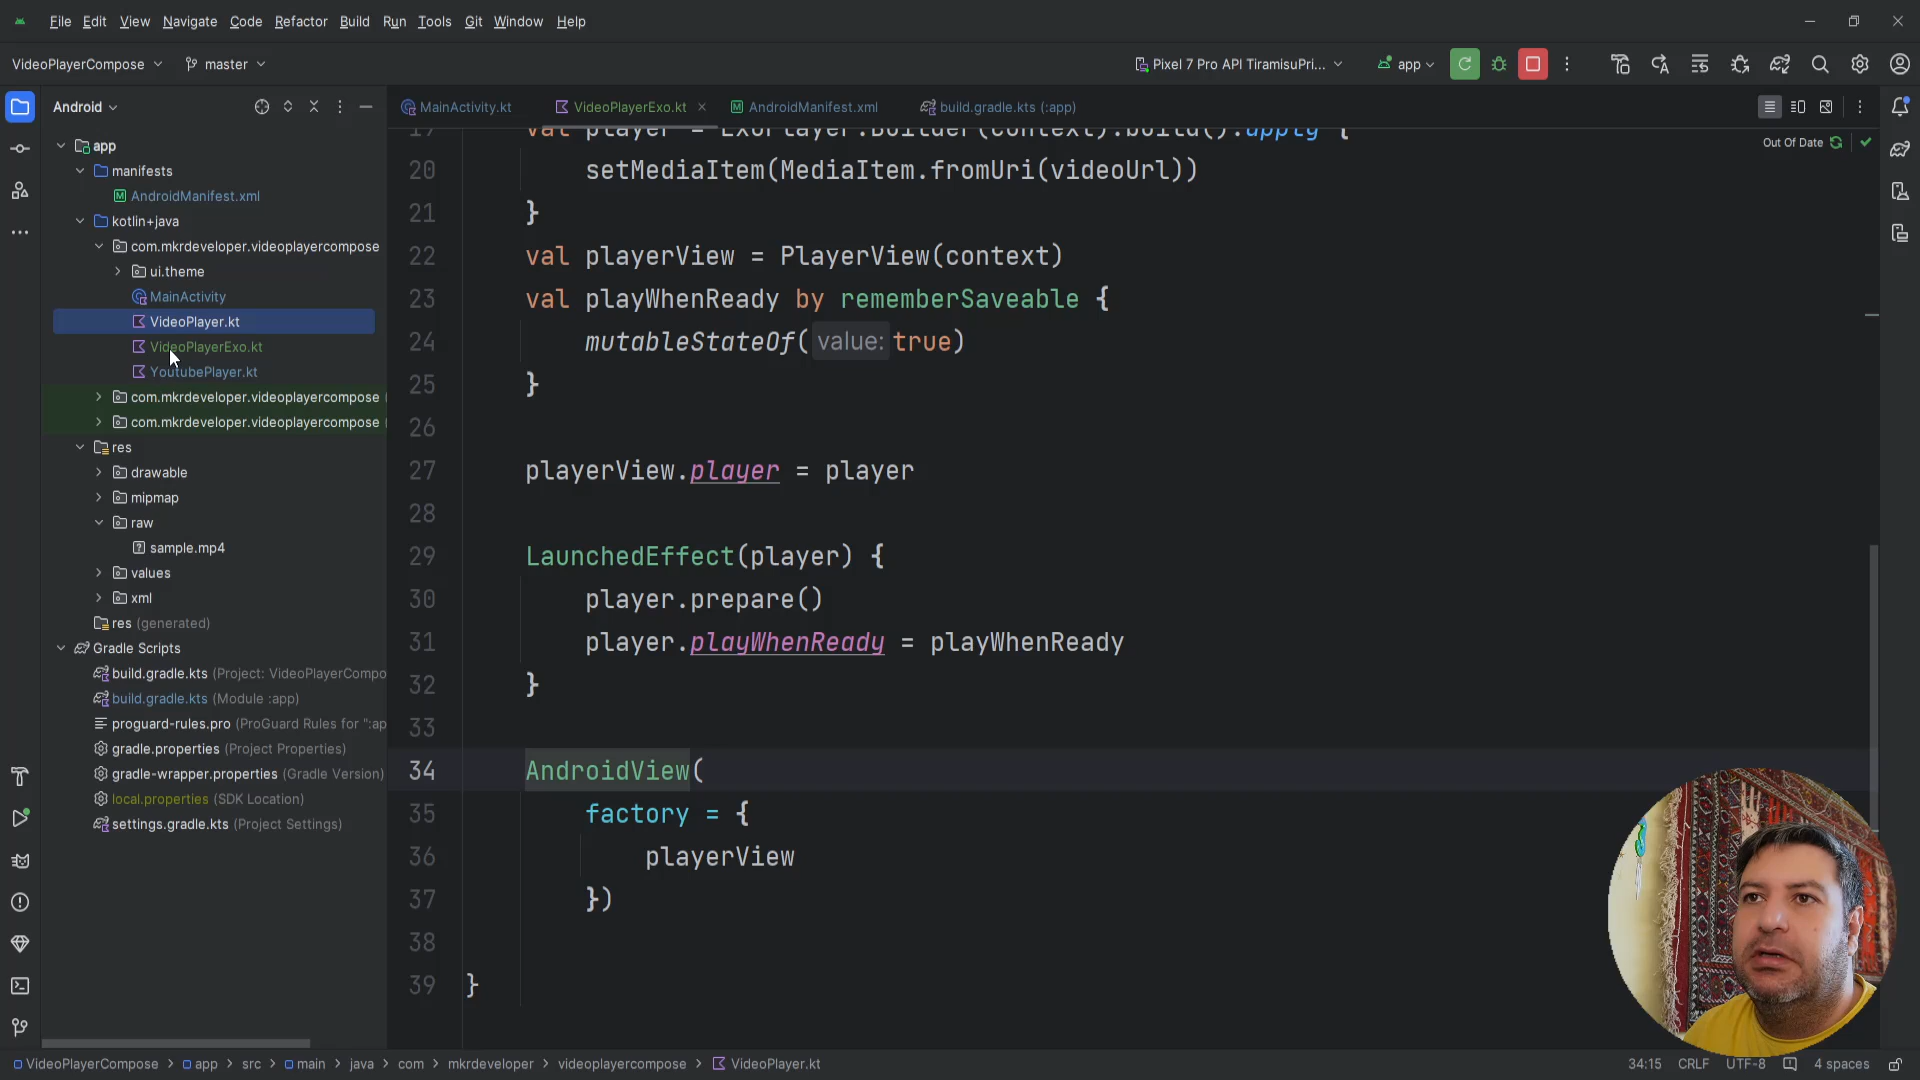 File Edit View Navigate Code Refactor Build Run Tools Git Window Help
VideoPlayerCompose master Pixel 7 Pro API TiramisuPri... app
Android MainActivity.kt VideoPlayerExo.kt AndroidManifest.xml build.gradle.kts (:app)
Out Of Date
app
manifests
AndroidManifest.xml
kotlin+java
com.mkrdeveloper.videoplayercompose
ui.theme
MainActivity
VideoPlayer.kt
VideoPlayerExo.kt
YoutubePlayer.kt
com.mkrdeveloper.videoplayercompose
com.mkrdeveloper.videoplayercompose
res
drawable
mipmap
raw
sample.mp4
values
xml
res (generated)
Gradle Scripts
build.gradle.kts (Project: VideoPlayerCompo
build.gradle.kts (Module :app)
proguard-rules.pro (ProGuard Rules for ":ap
gradle.properties (Project Properties)
gradle-wrapper.properties (Gradle Version)
local.properties (SDK Location)
settings.gradle.kts (Project Settings)
val player = ExoPlayer.Builder(context).build().apply {
20 setMediaItem(MediaItem.fromUri(videoUrl))
21 }
22 val playerView = PlayerView(context)
23 val playWhenReady by rememberSaveable {
24 mutableStateOf( value: true)
25 }
26
27 playerView.player = player
28
29 LaunchedEffect(player) {
30 player.prepare()
31 player.playWhenReady = playWhenReady
32 }
33
34 AndroidView(
35 factory = {
36 playerView
37 })
38
39 }
VideoPlayerCompose > app > src > main > java > com > mkrdeveloper > videoplayercompose > VideoPlayer.kt 34:15 CRLF UTF-8 4 spaces